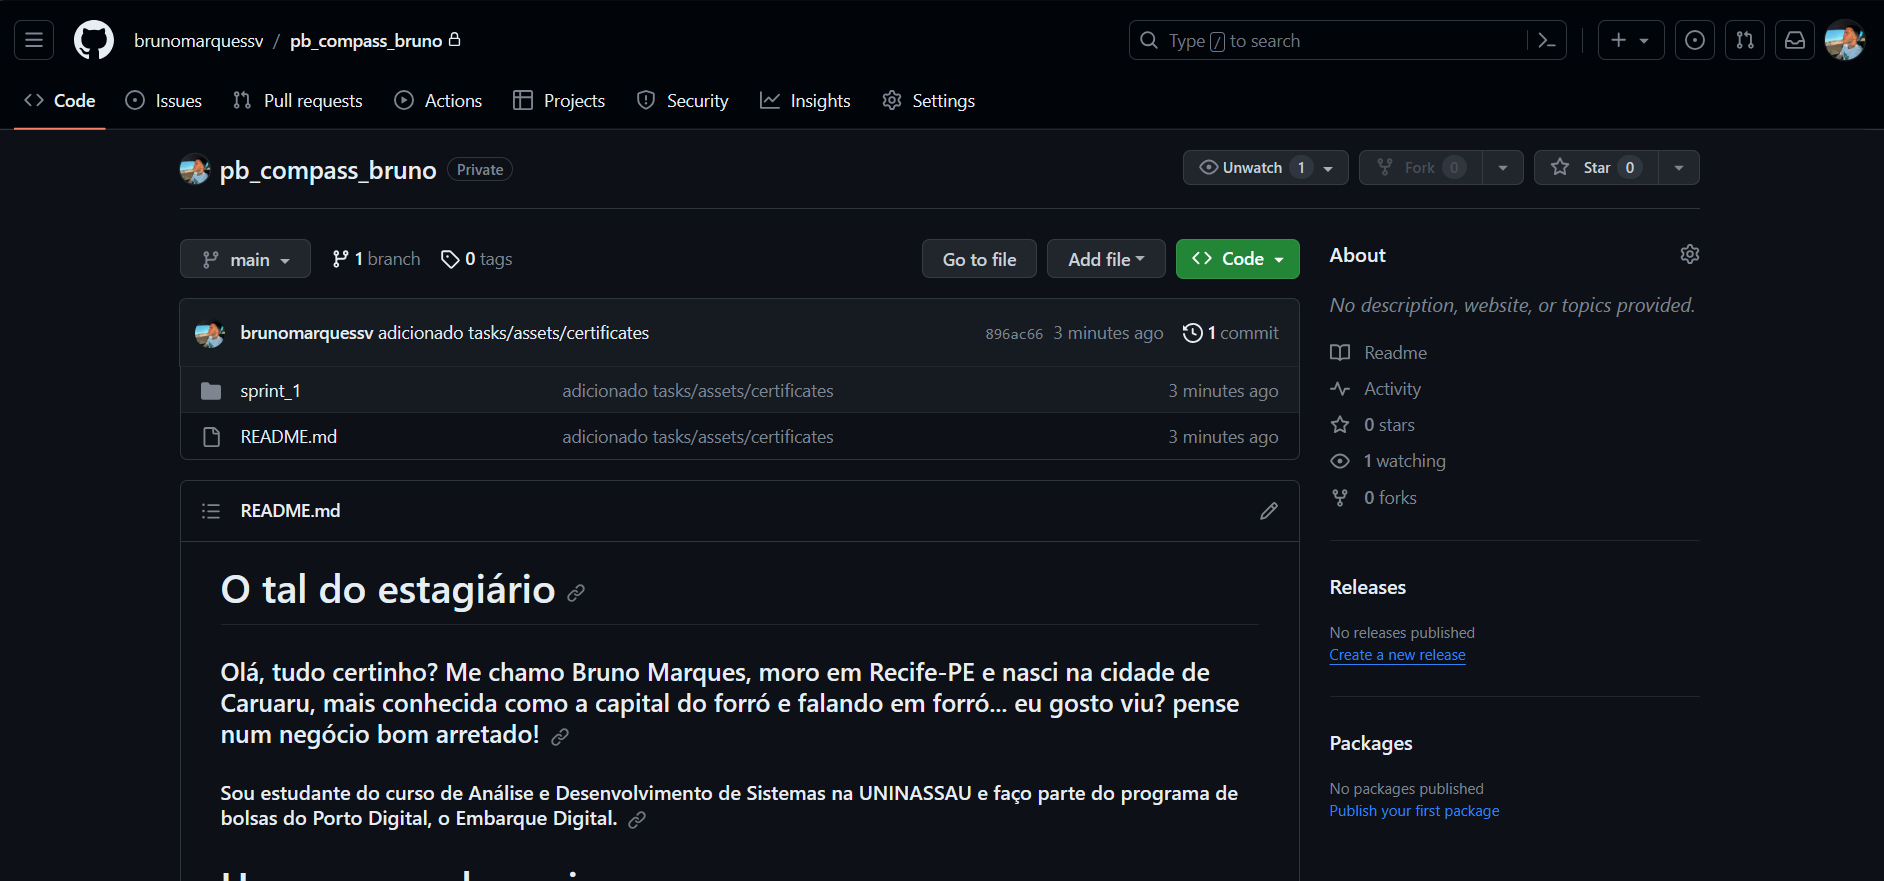 brunomarquessv / pb_compass_bruno
Type / to search
Code
Issues
Pull requests
Actions
Projects
Security
Insights
Settings
pb_compass_bruno Private
Unwatch 1
Fork 0
Star 0
main
1 branch
0 tags
Go to file
Add file
Code
brunomarquessv adicionado tasks/assets/certificates
896ac66 3 minutes ago
1 commit
sprint_1
adicionado tasks/assets/certificates
3 minutes ago
README.md
adicionado tasks/assets/certificates
3 minutes ago
README.md
O tal do estagiário
Olá, tudo certinho? Me chamo Bruno Marques, moro em Recife-PE e nasci na cidade de
Caruaru, mais conhecida como a capital do forró e falando em forró... eu gosto viu? pense
num negócio bom arretado!
Sou estudante do curso de Análise e Desenvolvimento de Sistemas na UNINASSAU e faço parte do programa de
bolsas do Porto Digital, o Embarque Digital.
About
No description, website, or topics provided.
Readme
Activity
0 stars
1 watching
0 forks
Releases
No releases published
Create a new release
Packages
No packages published
Publish your first package